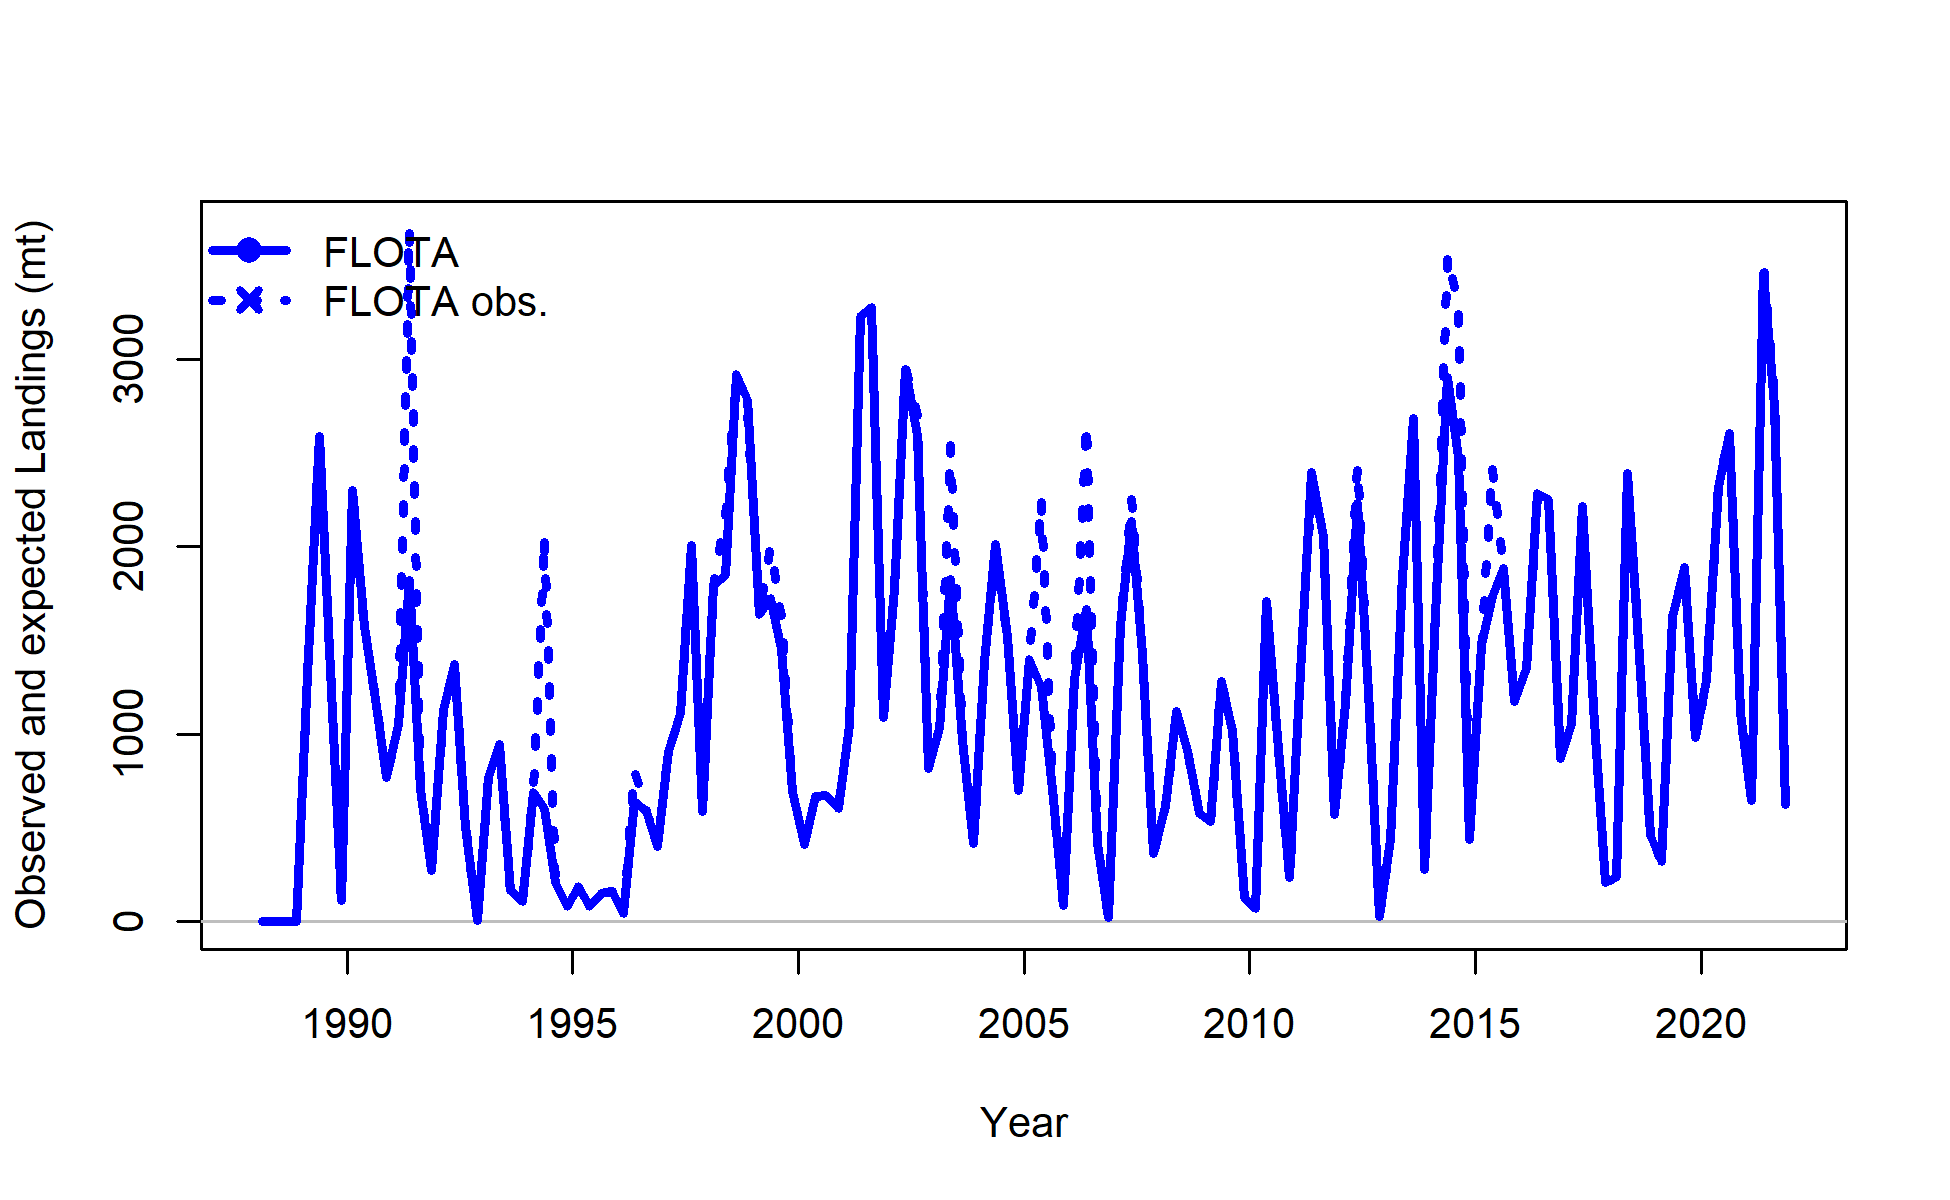 FLOTA
FLOTA obs.
Observed and expected Landings (mt)
3000
2000
1000
0
1990 1995 2000 2005 2010 2015 2020
Year